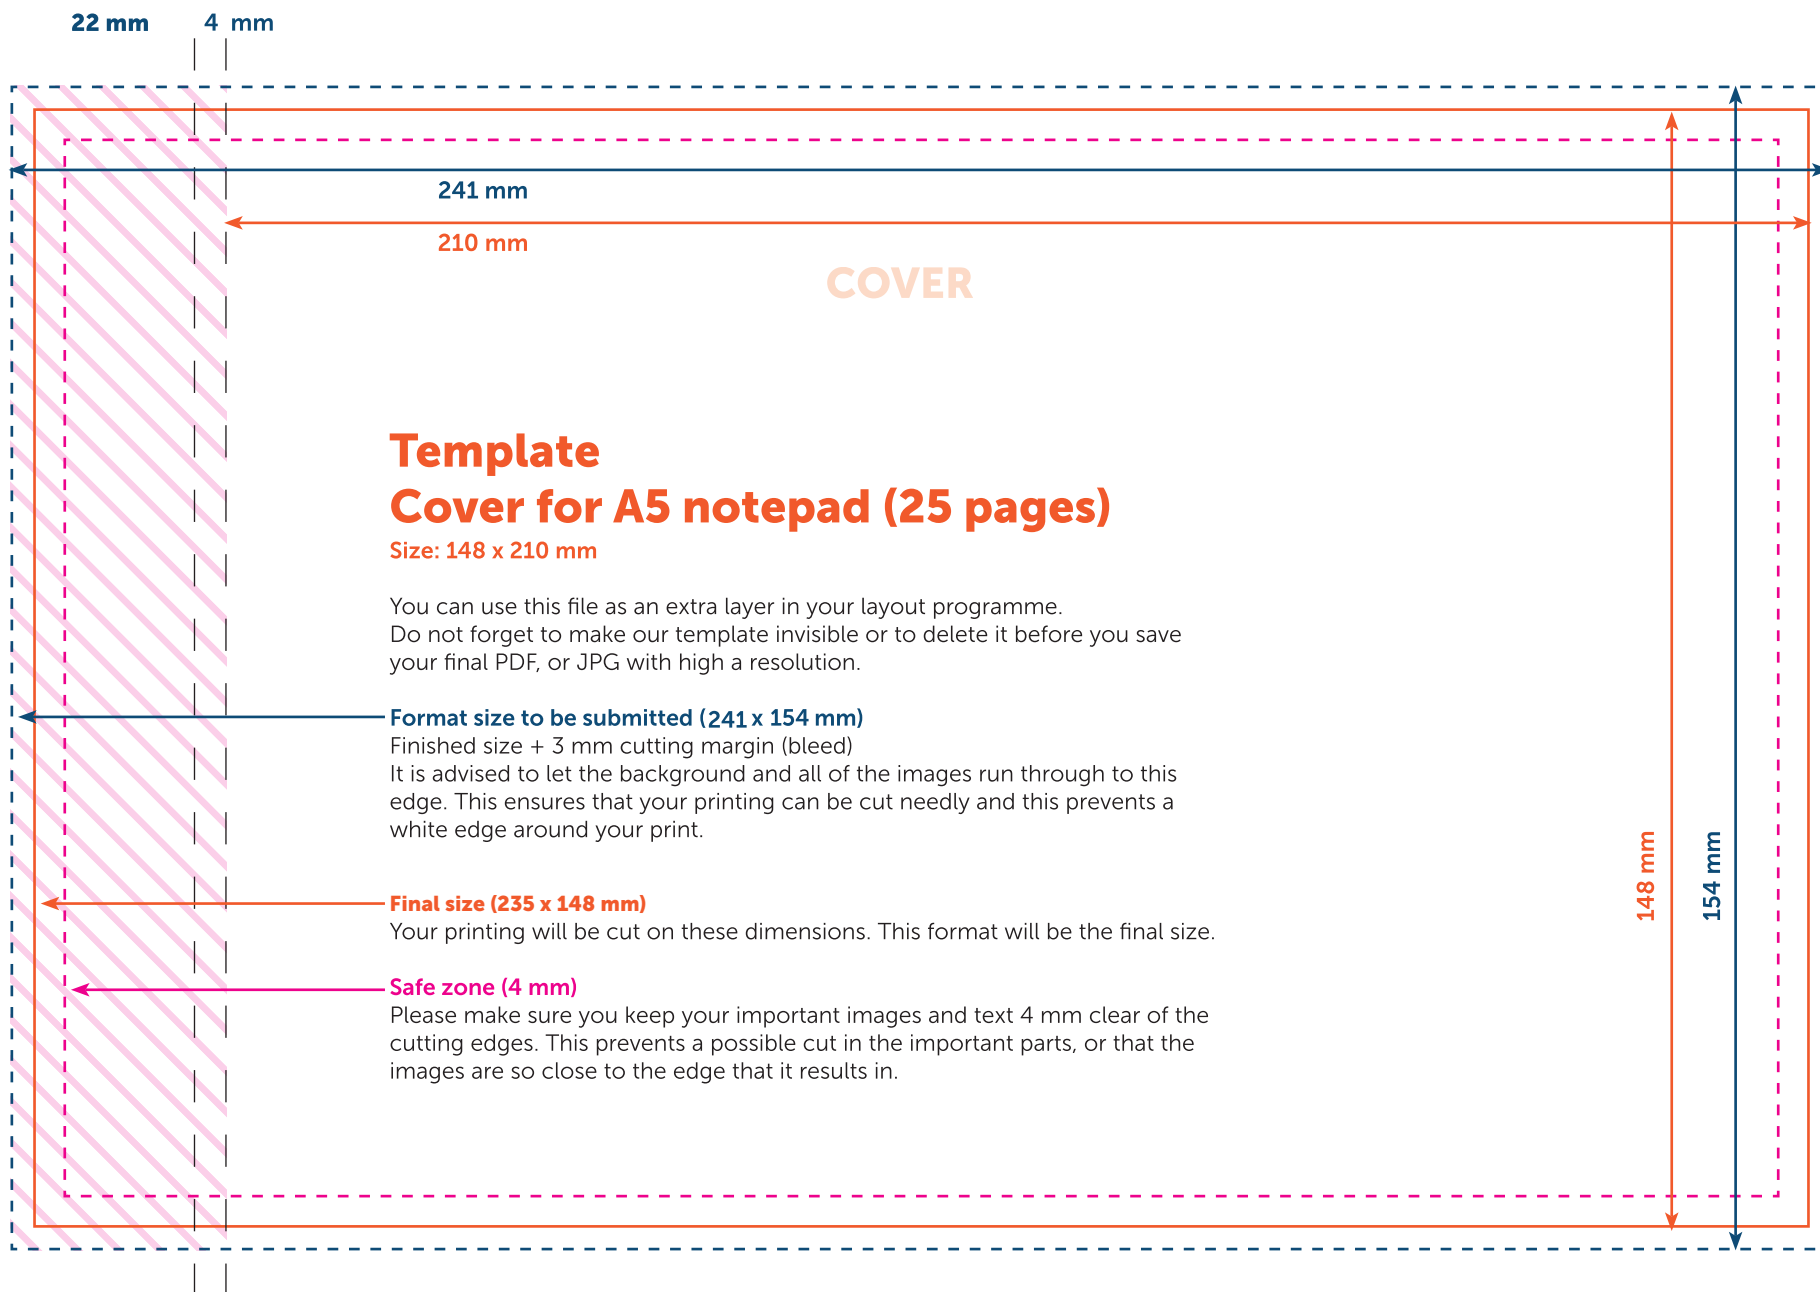 22 mm
4 mm
241 mm
210 mm
COVER
Template
Cover for A5 notepad (25 pages)
Size: 148 x 210 mm
You can use this file as an extra layer in your layout programme.
Do not forget to make our template invisible or to delete it before you save
your final PDF, or JPG with high a resolution.
Format size to be submitted (241 x 154 mm)
Finished size + 3 mm cutting margin (bleed)
It is advised to let the background and all of the images run through to this
edge. This ensures that your printing can be cut needly and this prevents a
white edge around your print.
Final size (235 x 148 mm)
Your printing will be cut on these dimensions. This format will be the final size.
Safe zone (4 mm)
Please make sure you keep your important images and text 4 mm clear of the
cutting edges. This prevents a possible cut in the important parts, or that the
images are so close to the edge that it results in.
148 mm
154 mm